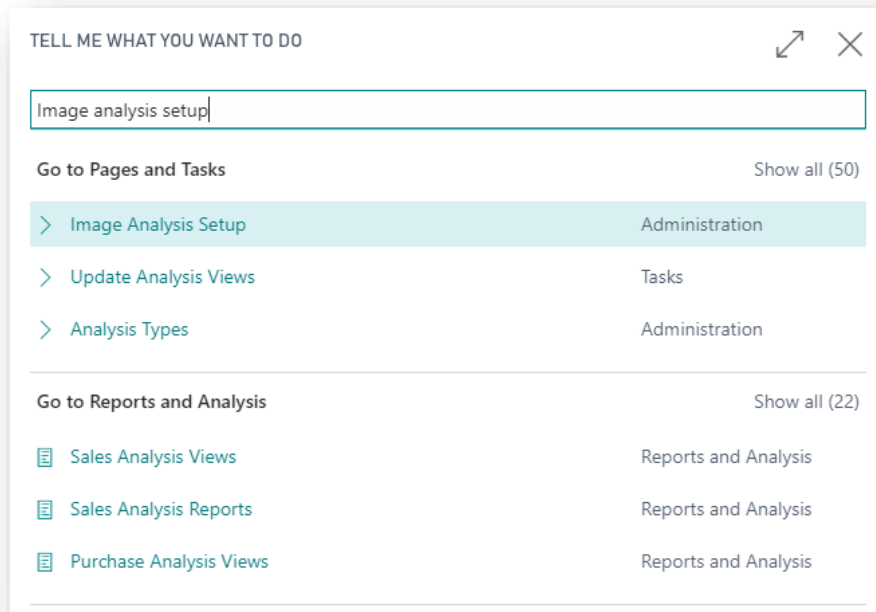 TELL ME WHAT YOU WANT TO DO
Image analysis setup
Go to Pages and Tasks Show all (50)
Image Analysis Setup Administration
Update Analysis Views Tasks
Analysis Types Administration
Go to Reports and Analysis Show all (22)
Sales Analysis Views Reports and Analysis
Sales Analysis Reports Reports and Analysis
Purchase Analysis Views Reports and Analysis